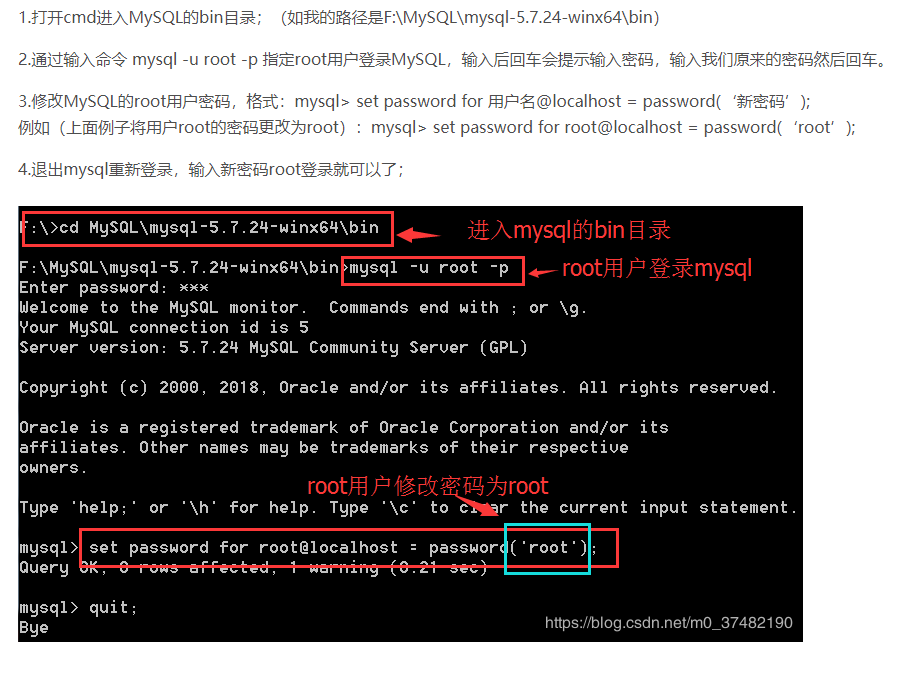 1.打开cmd进入MySQL的bin目录；（如我的路径是F:\MySQL\mysql-5.7.24-winx64\bin）
2.通过输入命令 mysql -u root -p 指定root用户登录MySQL，输入后回车会提示输入密码，输入我们原来的密码然后回车。
3.修改MySQL的root用户密码，格式：mysql> set password for 用户名@localhost = password(‘新密码’);
例如（上面例子将用户root的密码更改为root）：mysql> set password for root@localhost = password(‘root’);
4.退出mysql重新登录，输入新密码root登录就可以了；
F:\>cd MySQL\mysql-5.7.24-winx64\bin
进入mysql的bin目录
F:\MySQL\mysql-5.7.24-winx64\bin>mysql -u root -p
root用户登录mysql
Enter password: ***
Welcome to the MySQL monitor.  Commands end with ; or \g.
Your MySQL connection id is 5
Server version: 5.7.24 MySQL Community Server (GPL)
Copyright (c) 2000, 2018, Oracle and/or its affiliates. All rights reserved.
Oracle is a registered trademark of Oracle Corporation and/or its
affiliates. Other names may be trademarks of their respective
owners.
root用户修改密码为root
Type 'help;' or '\h' for help. Type '\c' to clear the current input statement.
mysql> set password for root@localhost = password('root');
Query OK, 0 rows affected, 1 warning (0.21 sec)
mysql> quit;
Bye
https://blog.csdn.net/m0_37482190